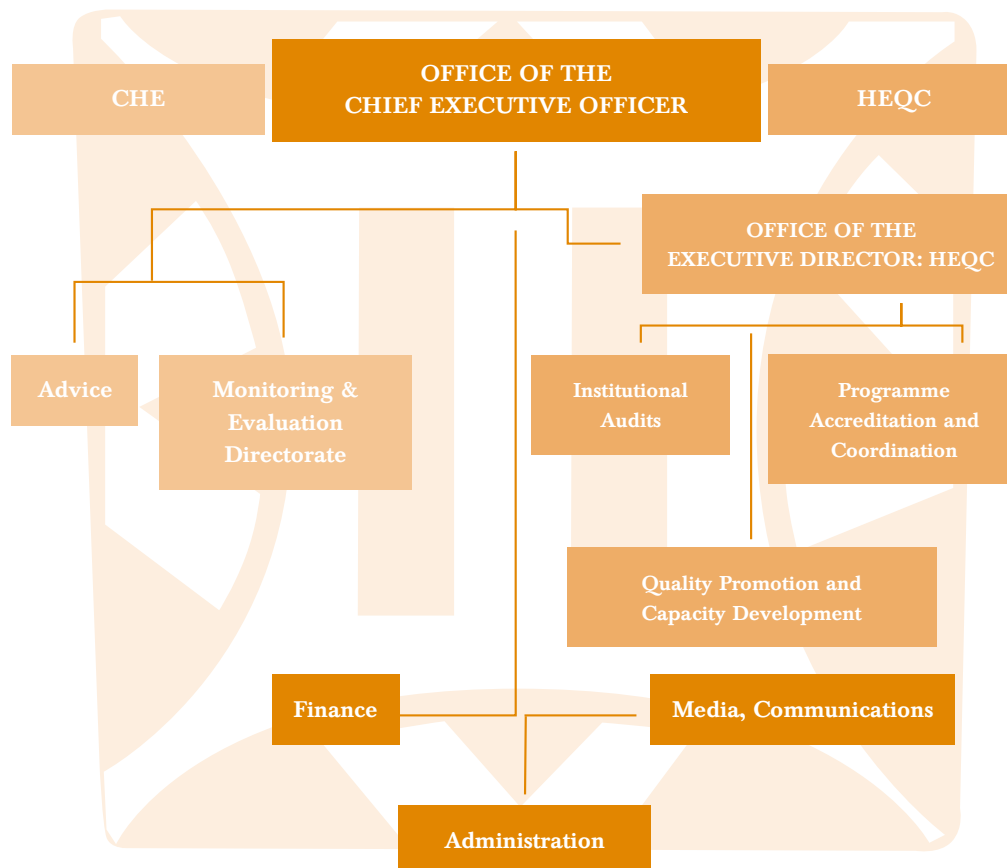 CHE
OFFICE OF THE
CHIEF EXECUTIVE OFFICER
HEQC
OFFICE OF THE
EXECUTIVE DIRECTOR: HEQC
Advice
Monitoring &
Evaluation
Directorate
Institutional
Audits
Programme
Accreditation and
Coordination
Quality Promotion and
Capacity Development
Finance
Media, Communications
Administration